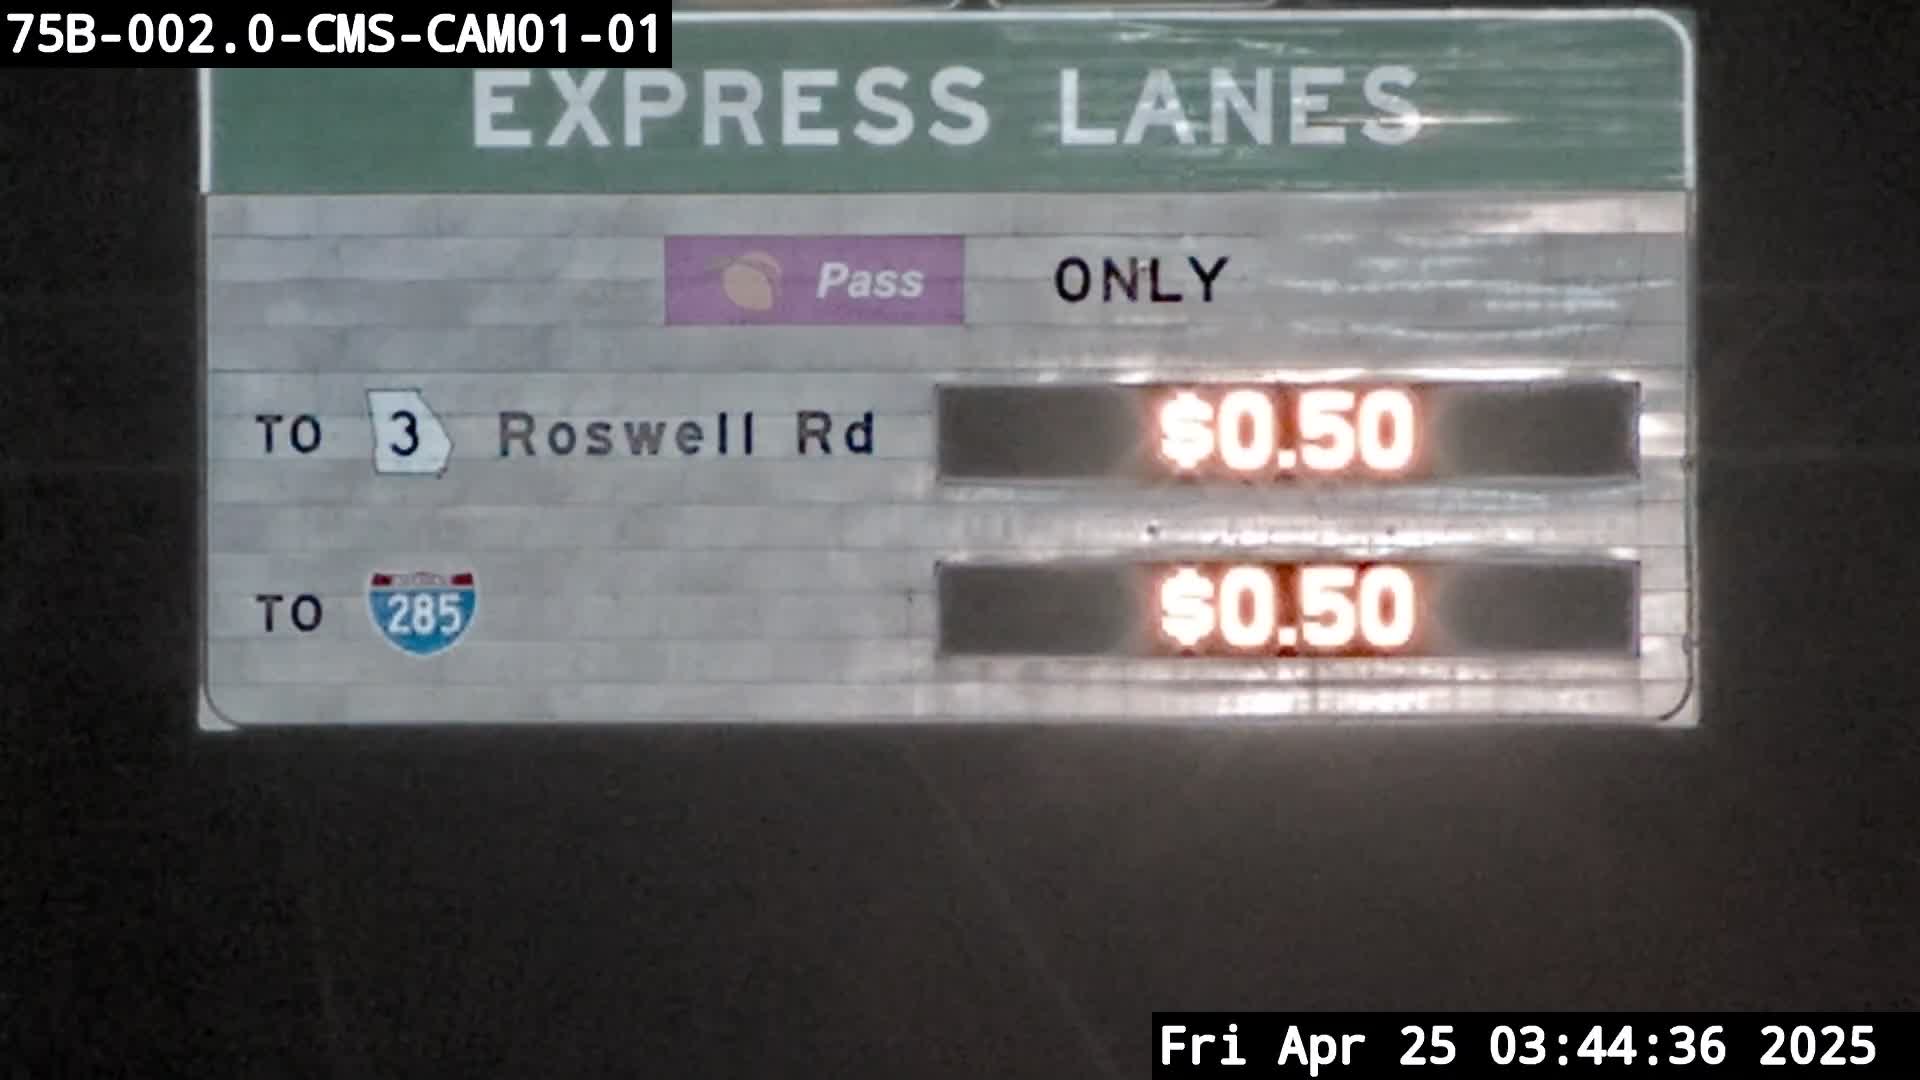 75B-002.0-CMS-CAM01-01
EXPRESS LANES
Pass ONLY
TO 3 Roswell Rd $0.50
TO 285 $0.50
Fri Apr 25 03:44:36 2025